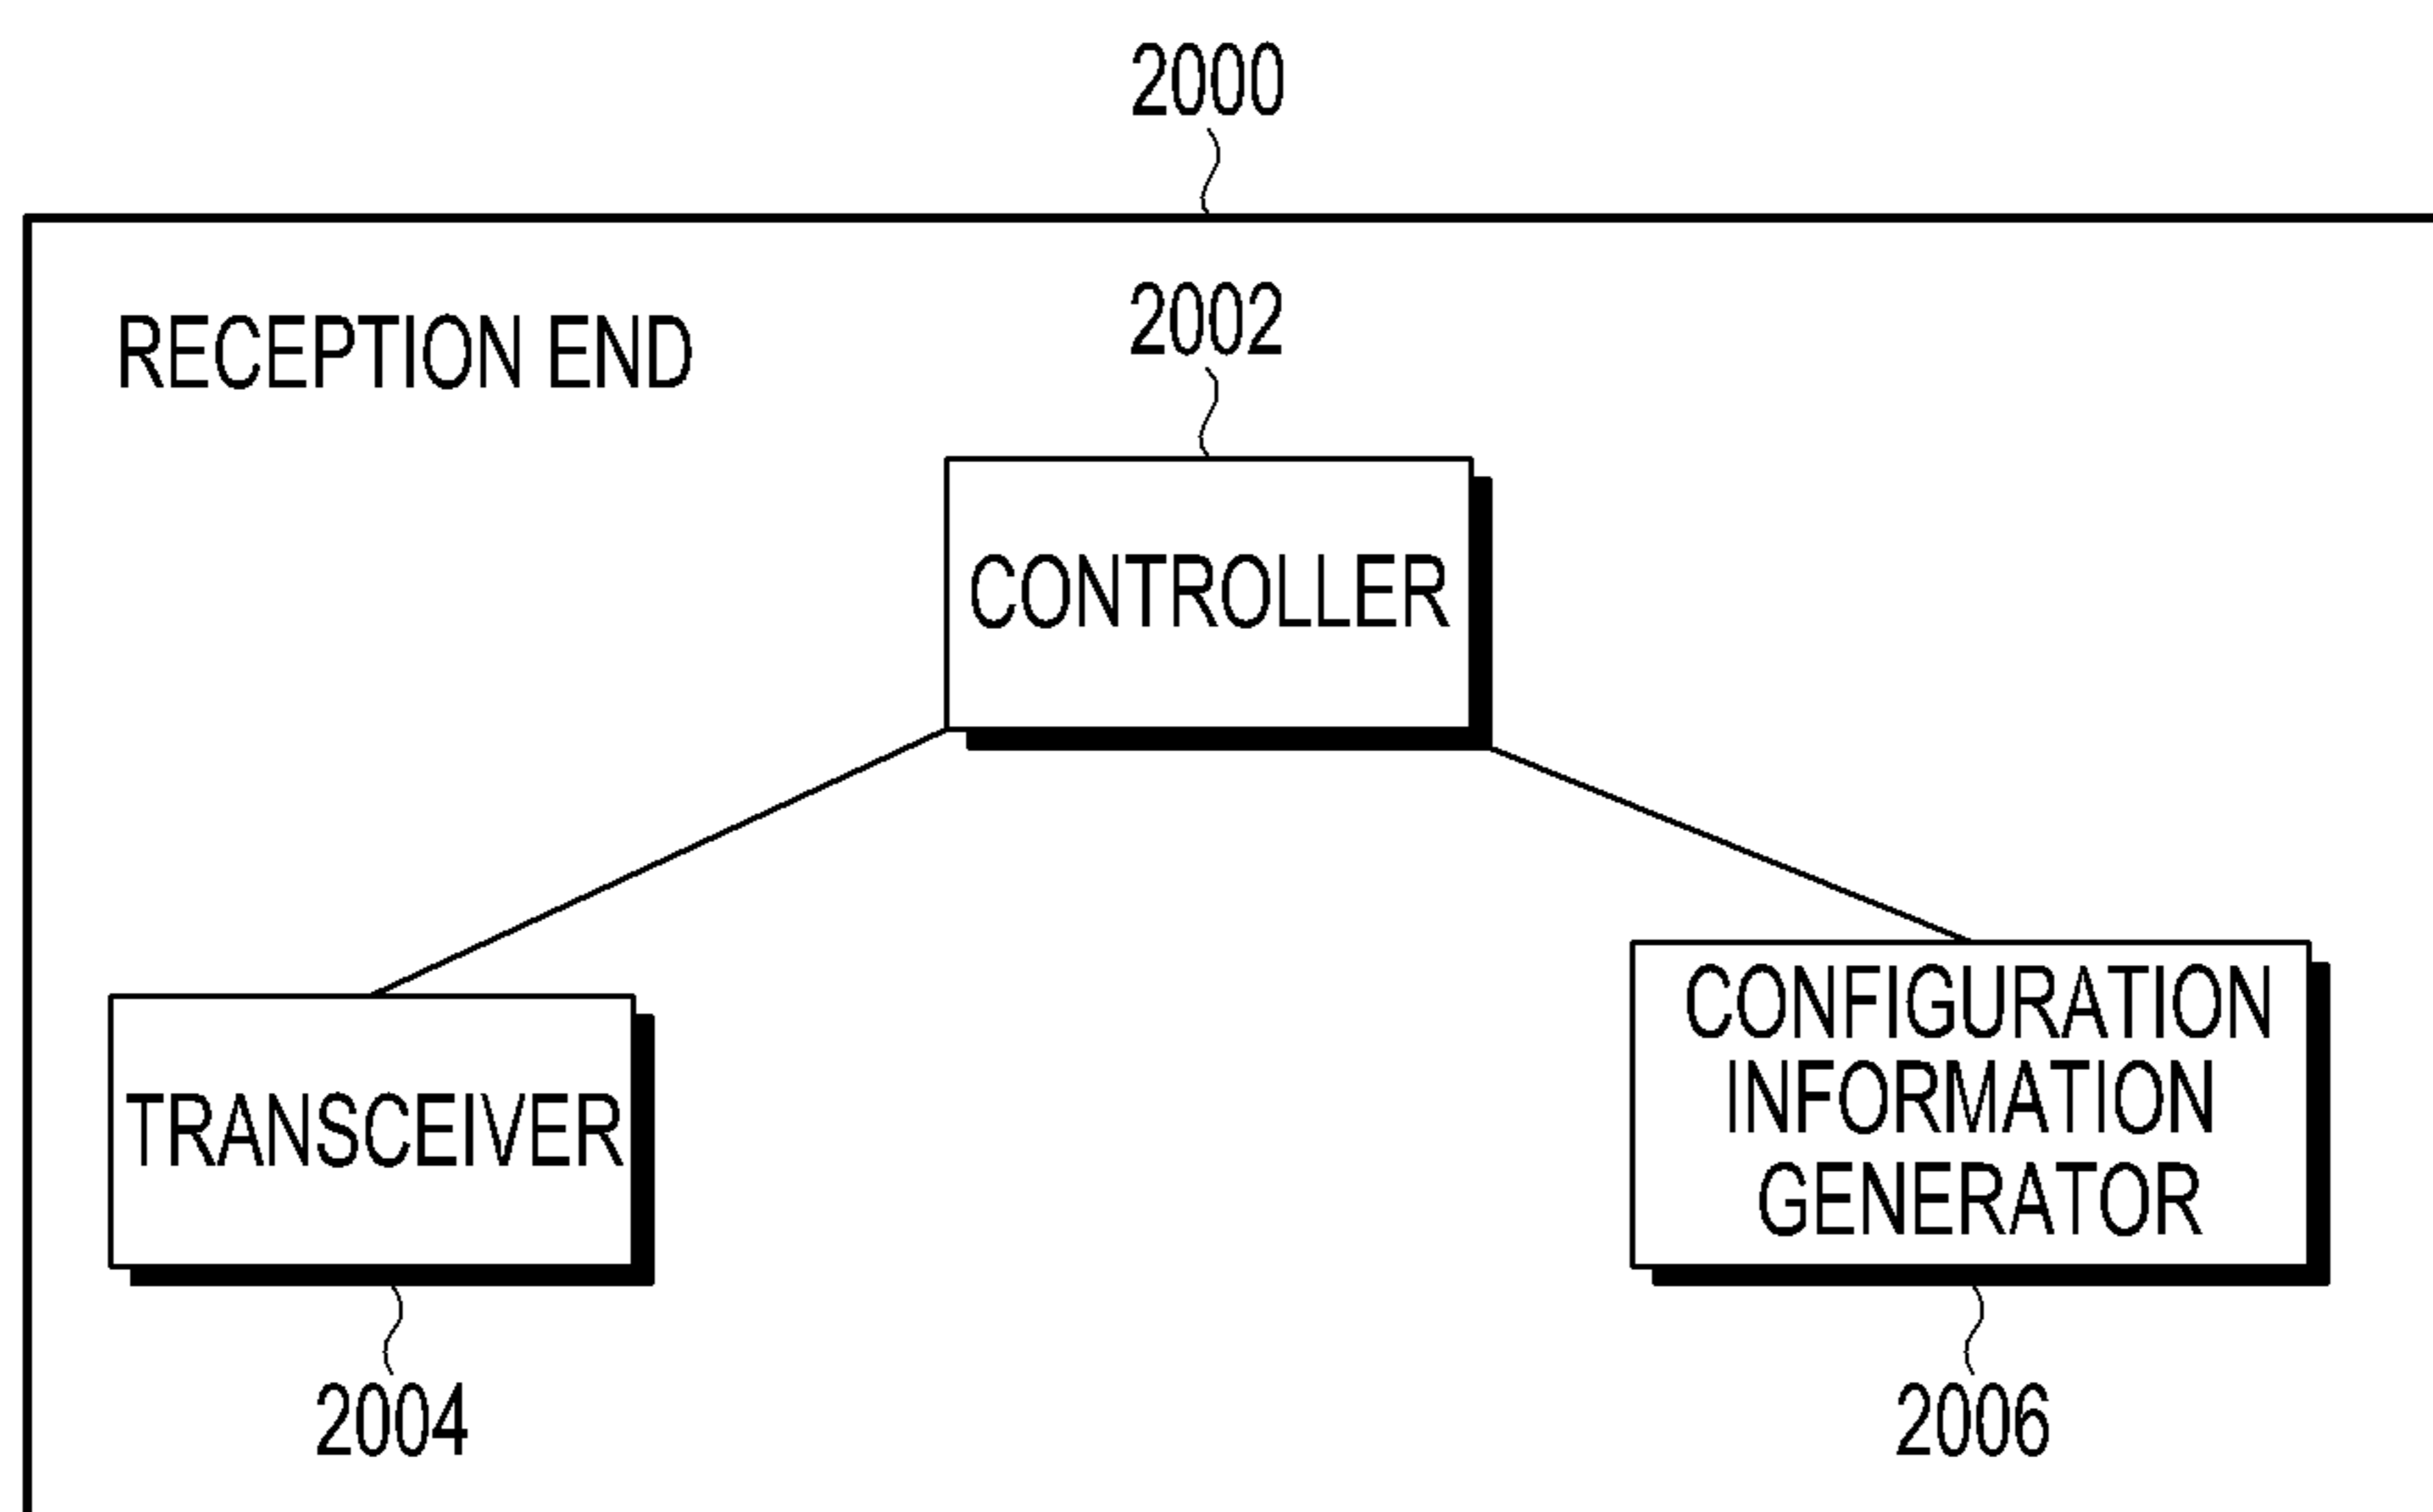 2000
RECEPTION END
2002
CONTROLLER
TRANSCEIVER
CONFIGURATION
INFORMATION
GENERATOR
2004
2006